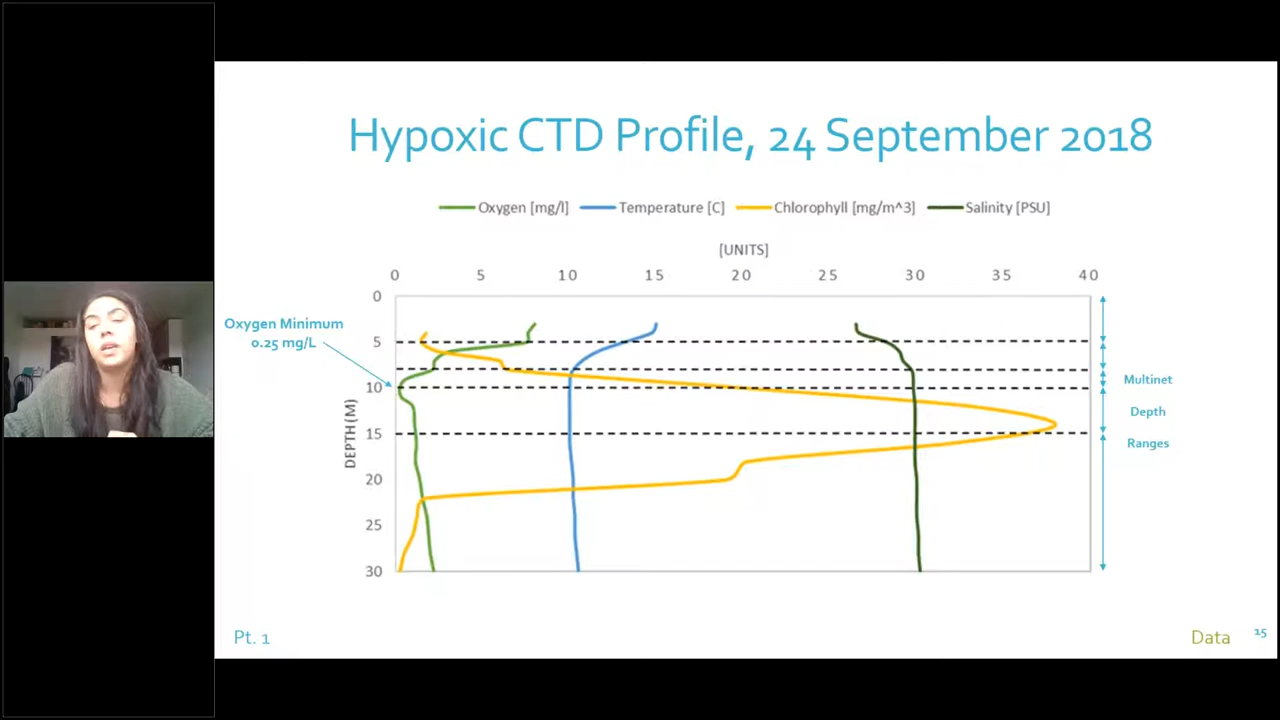 Hypoxic CTD Profile, 24 September 2018
Oxygen [mg/l] Temperature [C] Chlorophyll [mg/m^3] Salinity [PSU]
[UNITS]
0 5 10 15 20 25 30 35 40
0
5
10
15
20
25
30
DEPTH (M)
Oxygen Minimum
0.25 mg/L
Multinet
Depth
Ranges
Pt. 1
Data
15